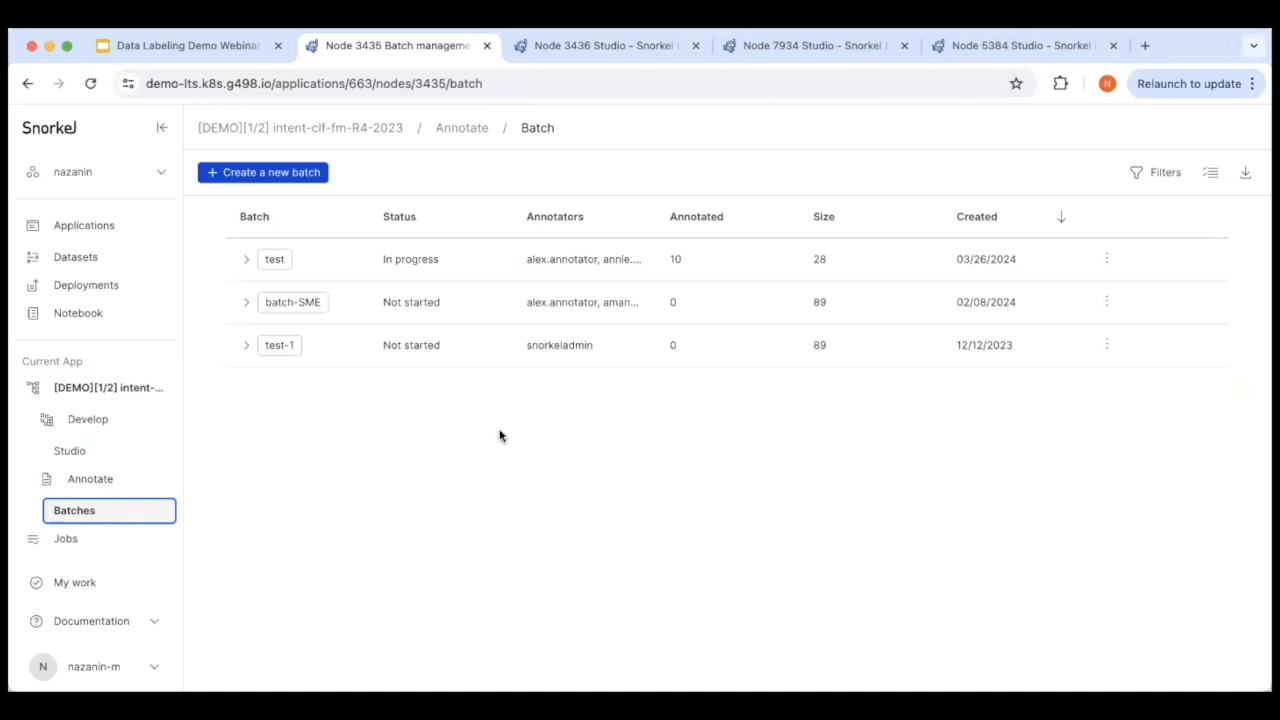 Data Labeling Demo Webinar
Node 3435 Batch manageme
Node 3436 Studio - Snorkel
Node 7934 Studio - Snorkel
Node 5384 Studio - Snorkel
demo-lts.k8s.g498.io/applications/663/nodes/3435/batch
N
Relaunch to update
Snorkel
[DEMO][1/2] intent-clf-fm-R4-2023 / Annotate / Batch
nazanin
+ Create a new batch
Filters
Applications
Datasets
Deployments
Notebook
Current App
[DEMO][1/2] intent-...
Develop
Studio
Annotate
Batches
Jobs
My work
Documentation
N nazanin-m
Batch Status Annotators Annotated Size Created
test In progress alex.annotator, annie.... 10 28 03/26/2024
batch-SME Not started alex.annotator, aman... 0 89 02/08/2024
test-1 Not started snorkeladmin 0 89 12/12/2023